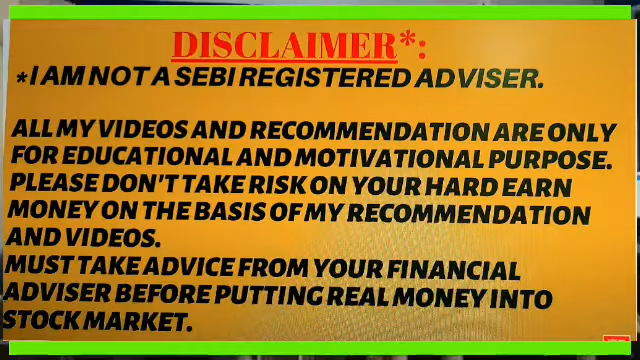 DISCLAIMER*:
*I AM NOT A SEBI REGISTERED ADVISER.
ALL MY VIDEOS AND RECOMMENDATION ARE ONLY
FOR EDUCATIONAL AND MOTIVATIONAL PURPOSE.
PLEASE DON'T TAKE RISK ON YOUR HARD EARN
MONEY ON THE BASIS OF MY RECOMMENDATION
AND VIDEOS.
MUST TAKE ADVICE FROM YOUR FINANCIAL
ADVISER BEFORE PUTTING REAL MONEY INTO
STOCK MARKET.